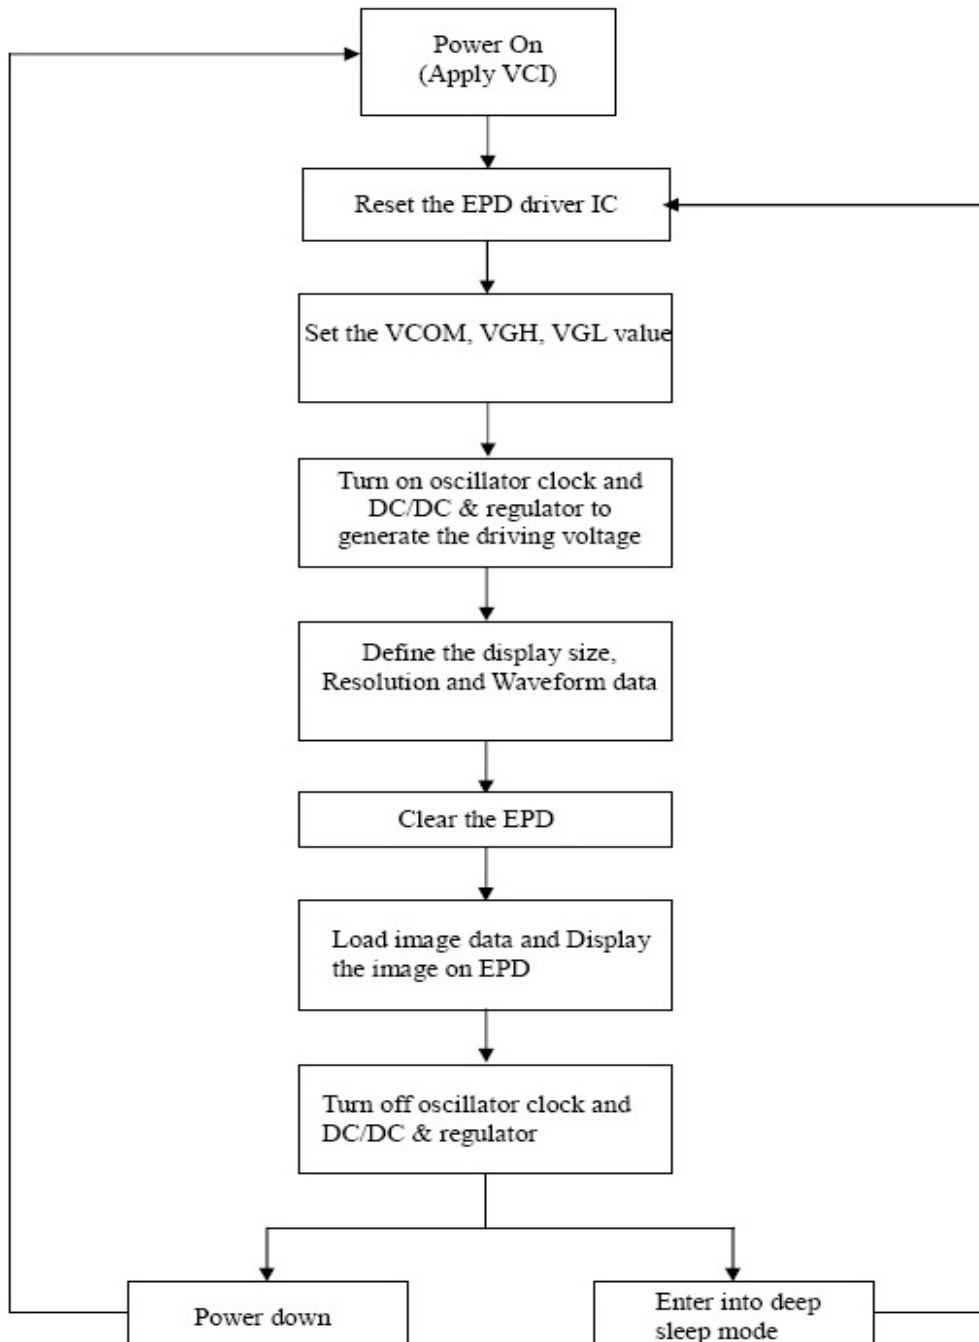 Power On
(Apply VCI)
Reset the EPD driver IC
Set the VCOM, VGH, VGL value
Turn on oscillator clock and
DC/DC & regulator to
generate the driving voltage
Define the display size,
Resolution and Waveform data
Clear the EPD
Load image data and Display
the image on EPD
Turn off oscillator clock and
DC/DC & regulator
Power down
Enter into deep
sleep mode